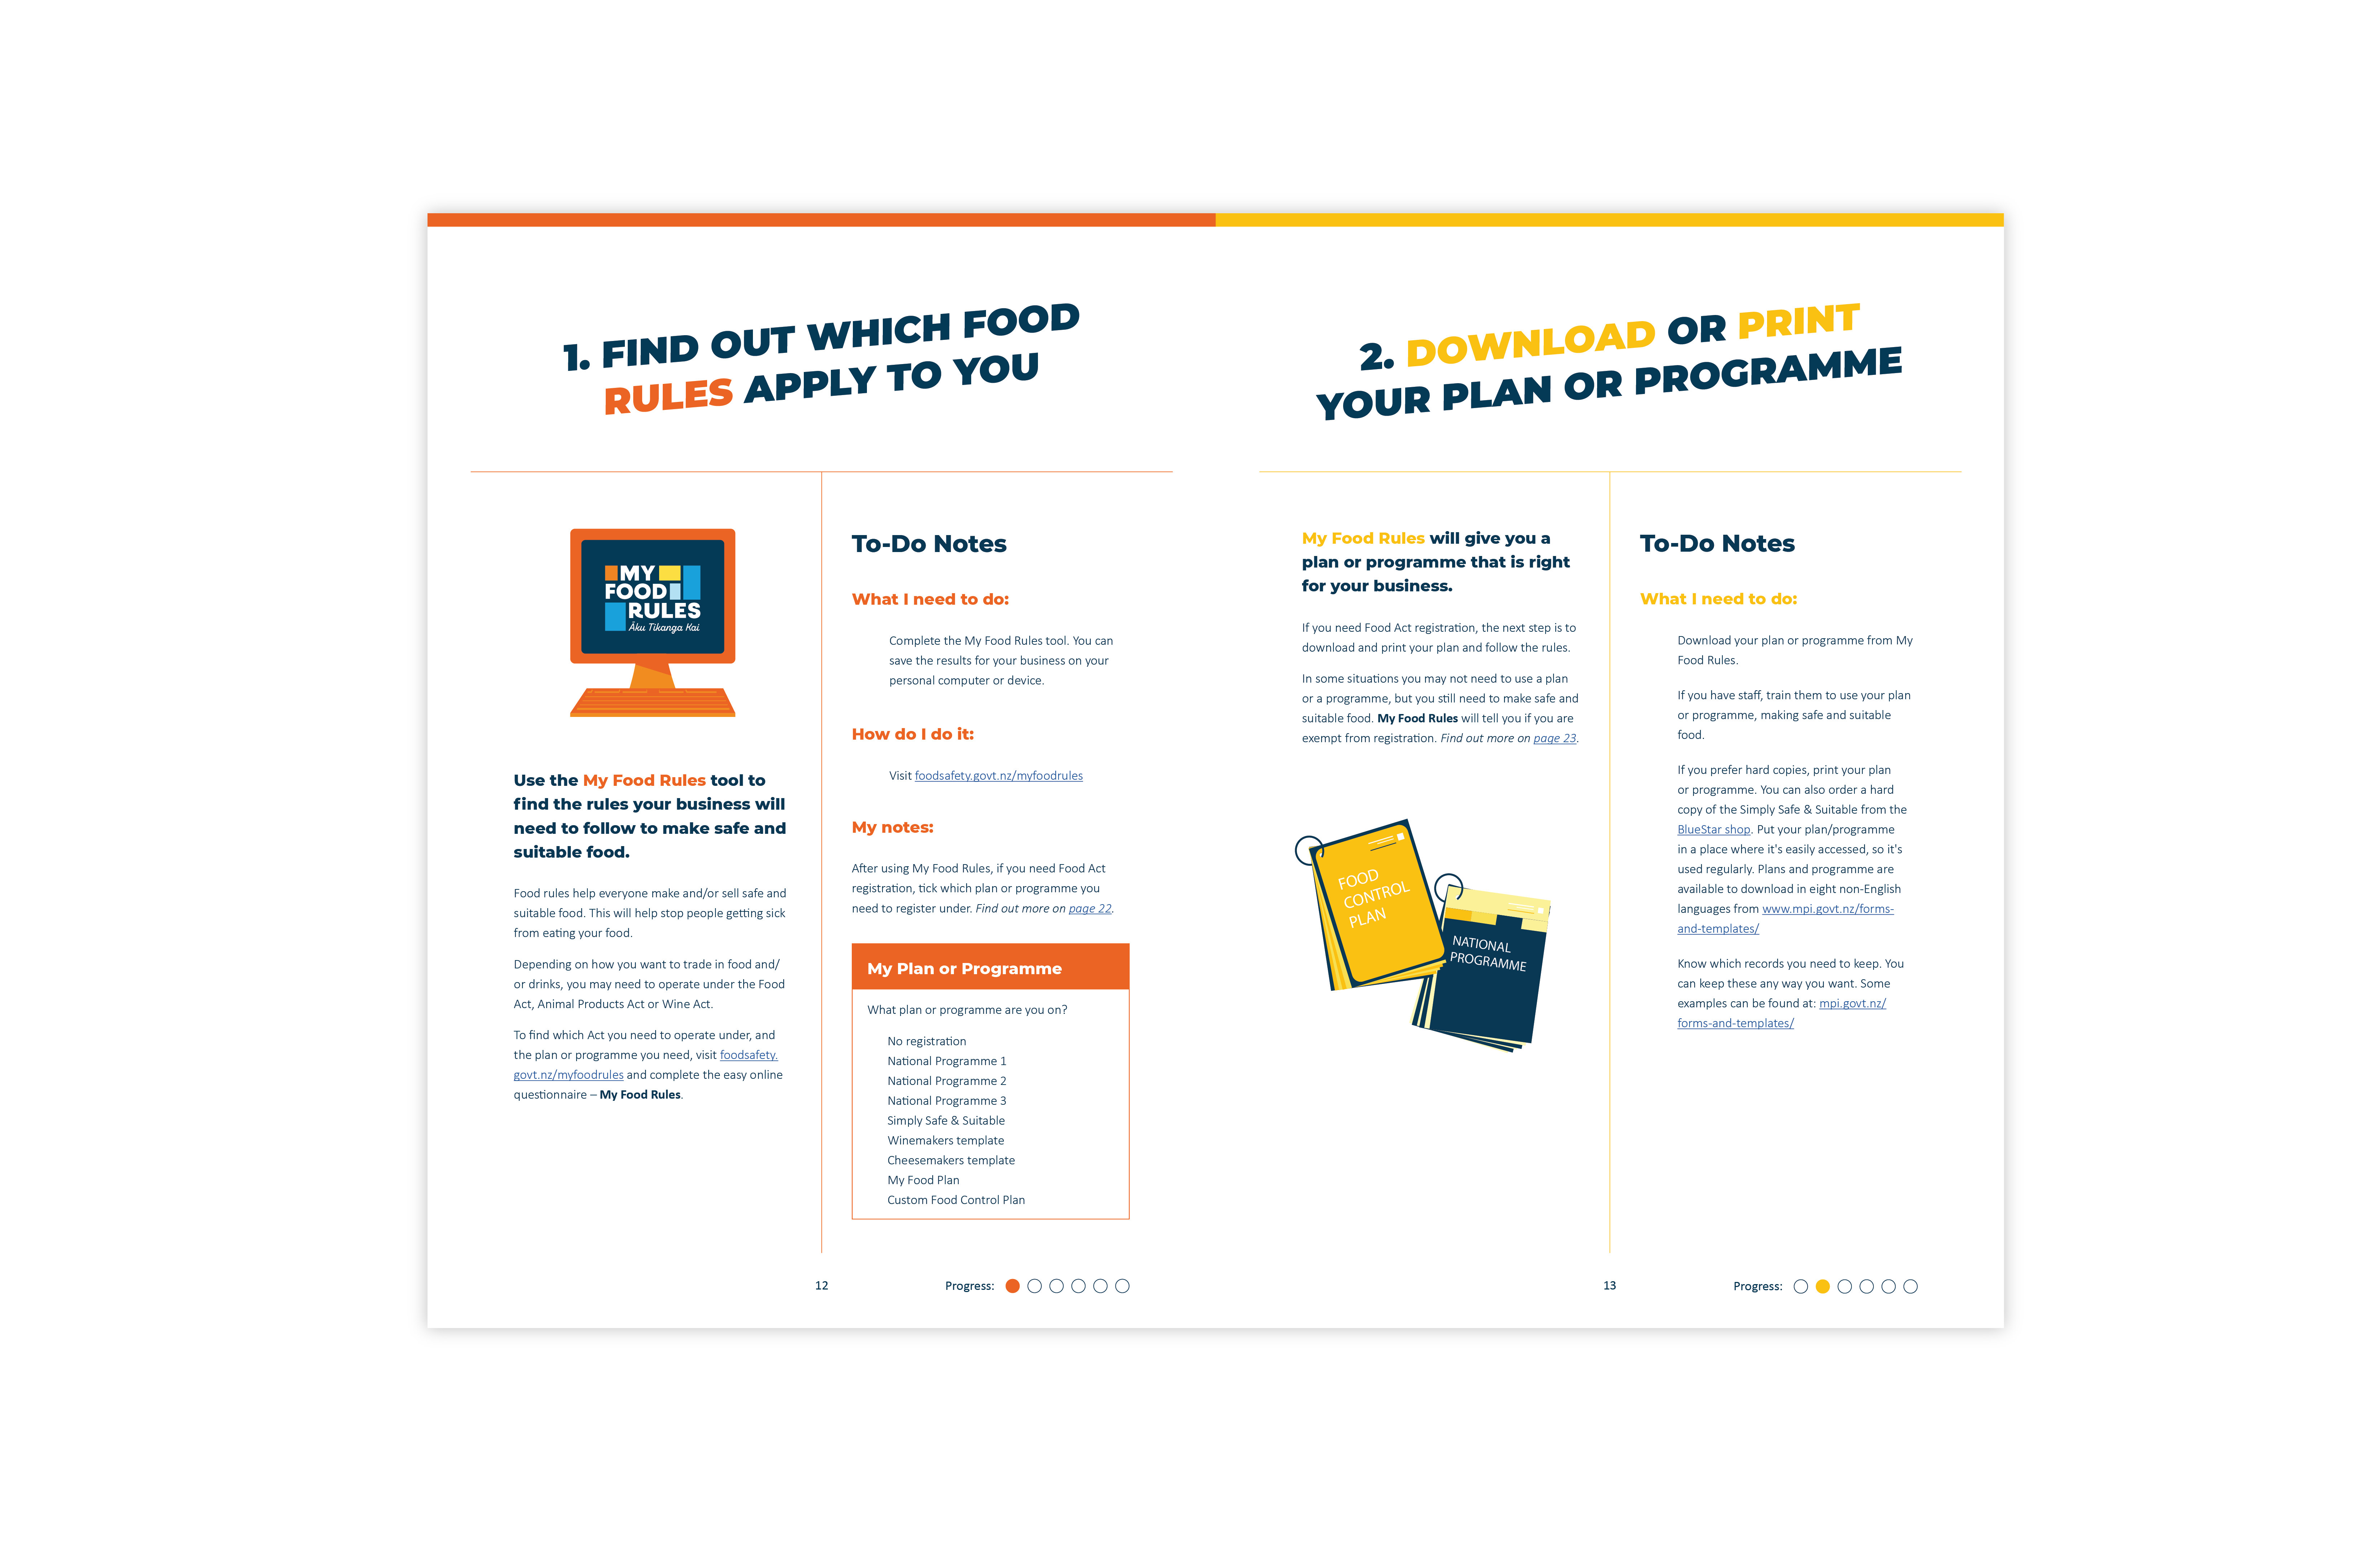 1. FIND OUT WHICH FOOD
RULES APPLY TO YOU
MY
FOOD
RULES
Āku Tikanga Kai
Use the My Food Rules tool to
find the rules your business will
need to follow to make safe and
suitable food.
Food rules help everyone make and/or sell safe and
suitable food. This will help stop people getting sick
from eating your food.
Depending on how you want to trade in food and/
or drinks, you may need to operate under the Food
Act, Animal Products Act or Wine Act.
To find which Act you need to operate under, and
the plan or programme you need, visit foodsafety.
govt.nz/myfoodrules and complete the easy online
questionnaire – My Food Rules.
To-Do Notes
What I need to do:
Complete the My Food Rules tool. You can
save the results for your business on your
personal computer or device.
How do I do it:
Visit foodsafety.govt.nz/myfoodrules
My notes:
After using My Food Rules, if you need Food Act
registration, tick which plan or programme you
need to register under. Find out more on page 22.
My Plan or Programme
What plan or programme are you on?
No registration
National Programme 1
National Programme 2
National Programme 3
Simply Safe & Suitable
Winemakers template
Cheesemakers template
My Food Plan
Custom Food Control Plan
12
Progress:
2. DOWNLOAD OR PRINT
YOUR PLAN OR PROGRAMME
My Food Rules will give you a
plan or programme that is right
for your business.
If you need Food Act registration, the next step is to
download and print your plan and follow the rules.
In some situations you may not need to use a plan
or a programme, but you still need to make safe and
suitable food. My Food Rules will tell you if you are
exempt from registration. Find out more on page 23.
FOOD
CONTROL
PLAN
NATIONAL
PROGRAMME
To-Do Notes
What I need to do:
Download your plan or programme from My
Food Rules.
If you have staff, train them to use your plan
or programme, making safe and suitable
food.
If you prefer hard copies, print your plan
or programme. You can also order a hard
copy of the Simply Safe & Suitable from the
BlueStar shop. Put your plan/programme
in a place where it's easily accessed, so it's
used regularly. Plans and programme are
available to download in eight non-English
languages from www.mpi.govt.nz/forms-
and-templates/
Know which records you need to keep. You
can keep these any way you want. Some
examples can be found at: mpi.govt.nz/
forms-and-templates/
13
Progress: